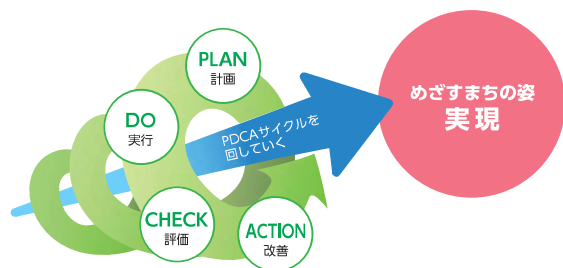 PLAN
計画
DO
実行
CHECK
評価
ACTION
改善
PDCAサイクルを
回していく
めざすまちの姿
実現